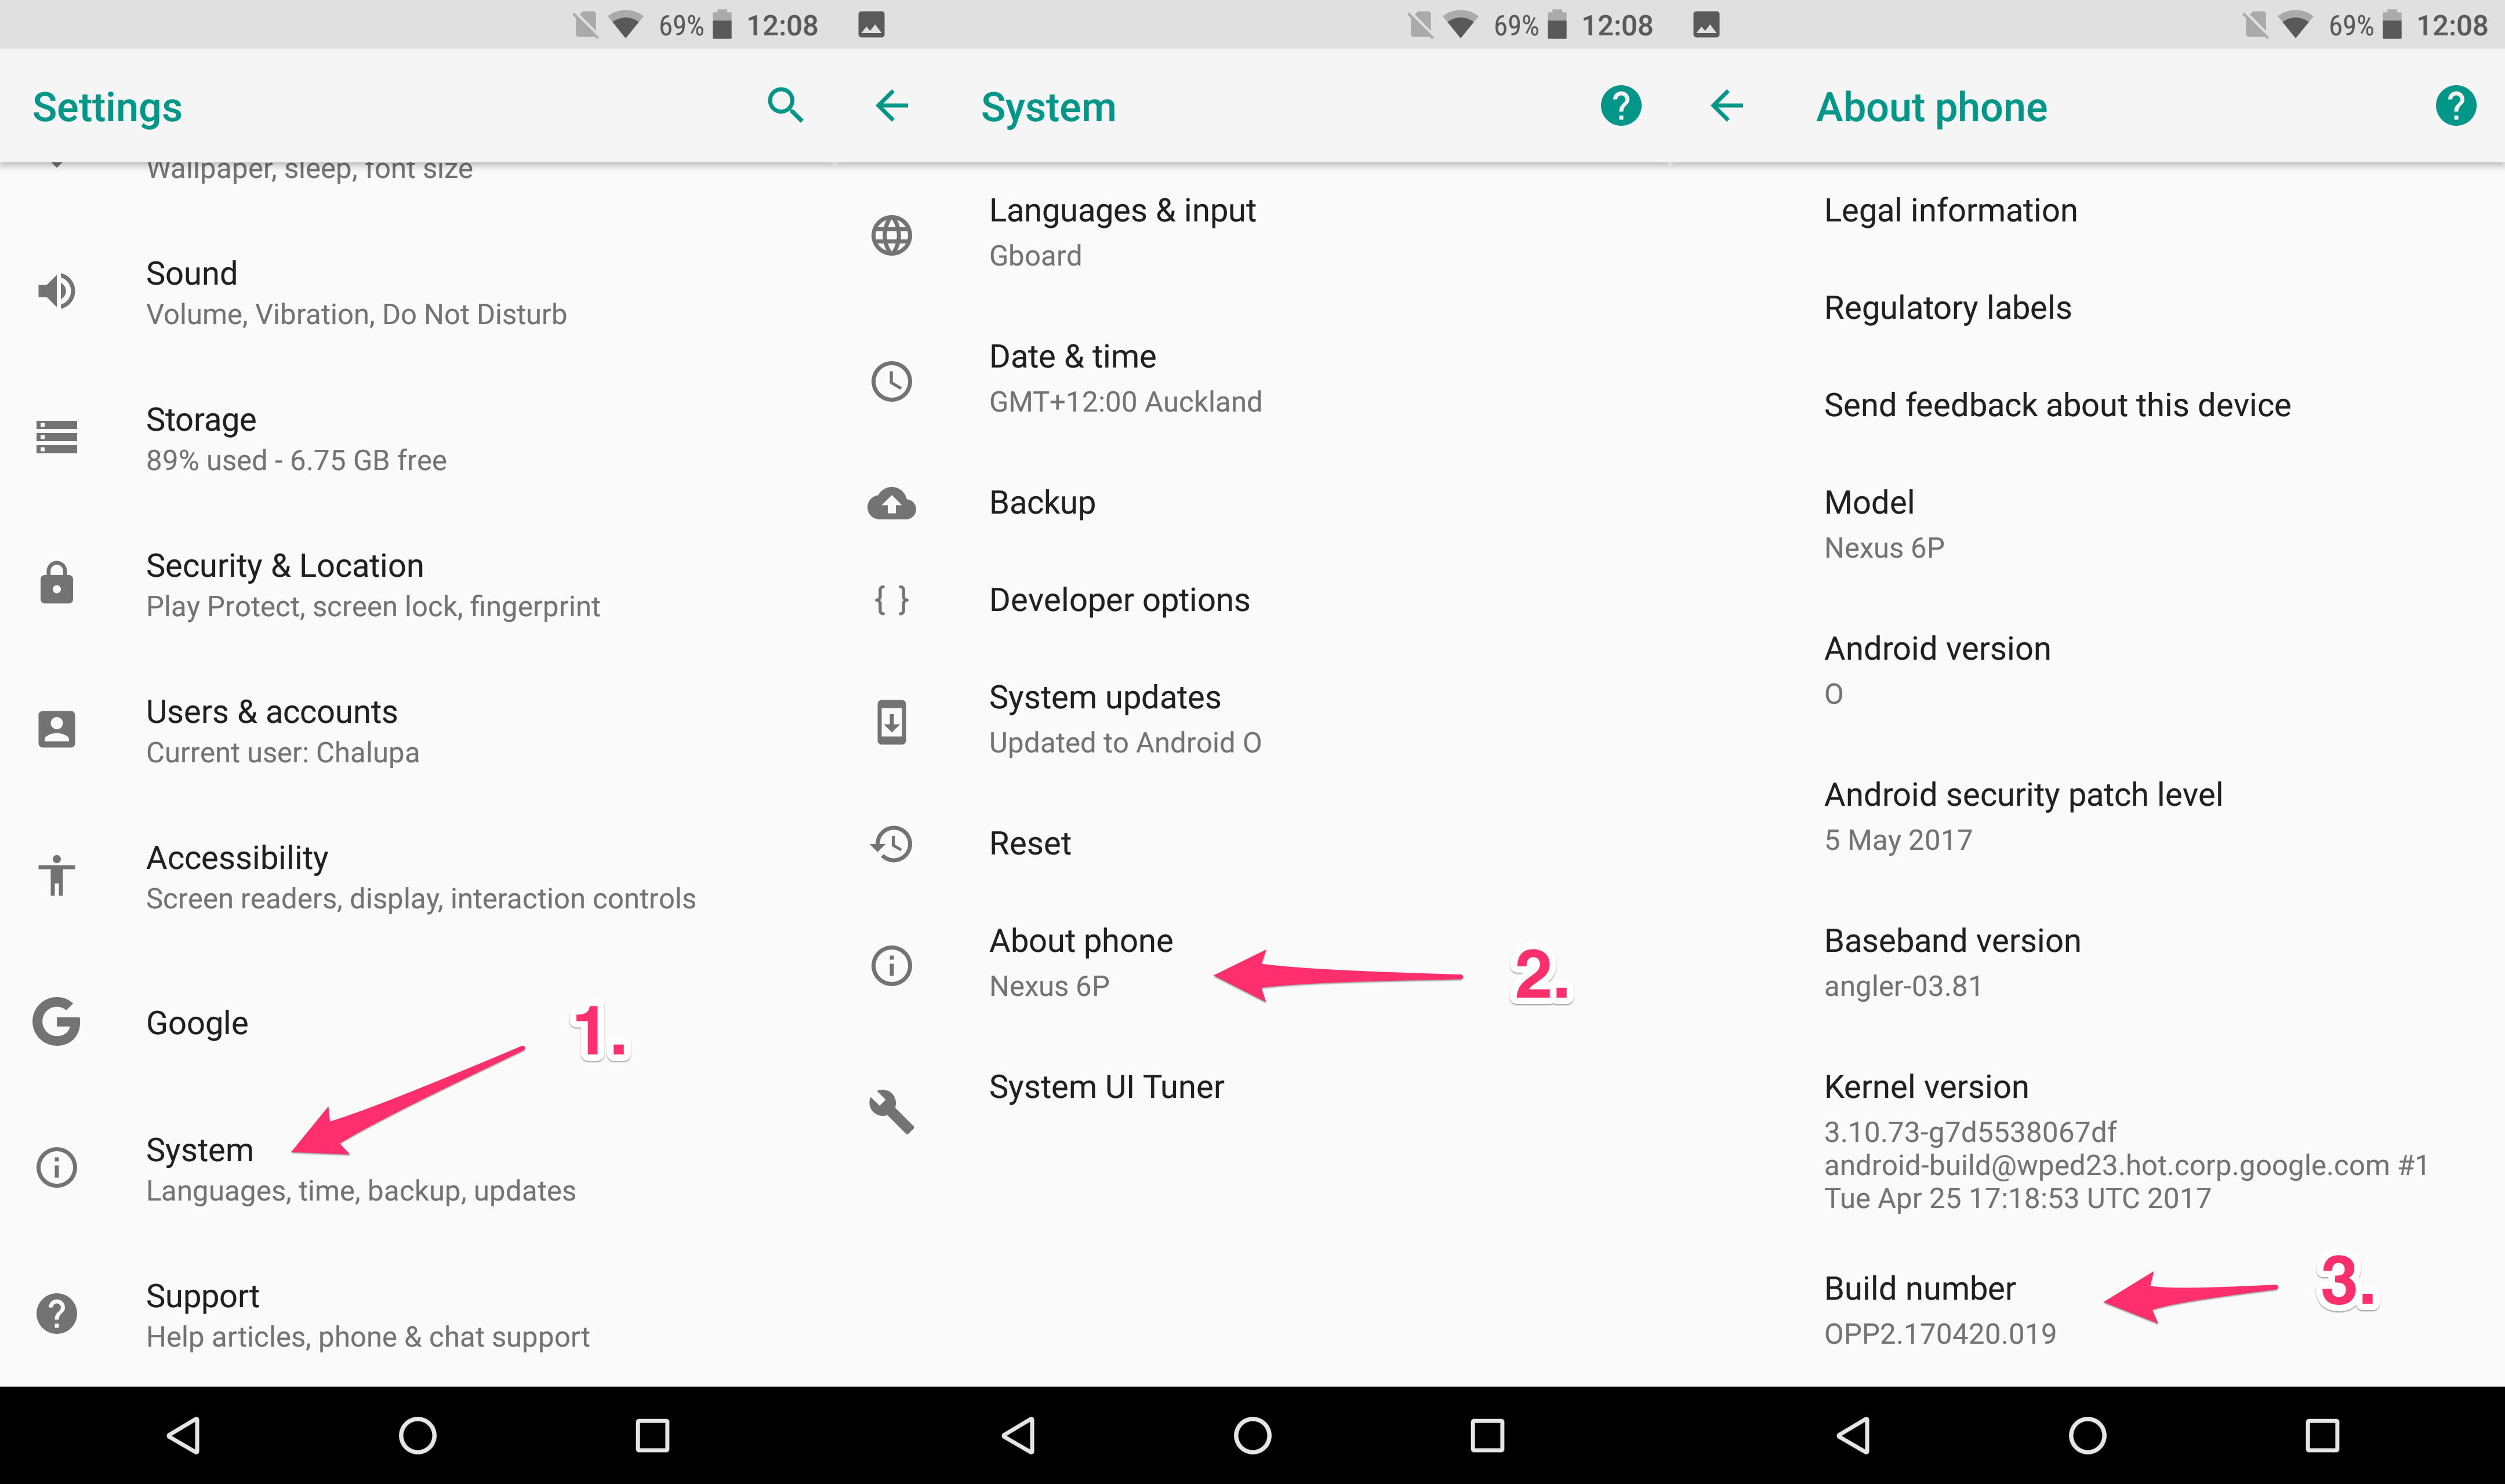 69% 12:08
Settings
Wallpaper, sleep, font size
Sound
Volume, Vibration, Do Not Disturb
Storage
89% used - 6.75 GB free
Security & Location
Play Protect, screen lock, fingerprint
Users & accounts
Current user: Chalupa
Accessibility
Screen readers, display, interaction controls
Google
1.
System
Languages, time, backup, updates
Support
Help articles, phone & chat support
69% 12:08
System
Languages & input
Gboard
Date & time
GMT+12:00 Auckland
Backup
Developer options
System updates
Updated to Android O
Reset
About phone
Nexus 6P
2.
System UI Tuner
69% 12:08
About phone
Legal information
Regulatory labels
Send feedback about this device
Model
Nexus 6P
Android version
O
Android security patch level
5 May 2017
Baseband version
angler-03.81
Kernel version
3.10.73-g7d5538067df
android-build@wped23.hot.corp.google.com #1
Tue Apr 25 17:18:53 UTC 2017
Build number
3.
OPP2.170420.019